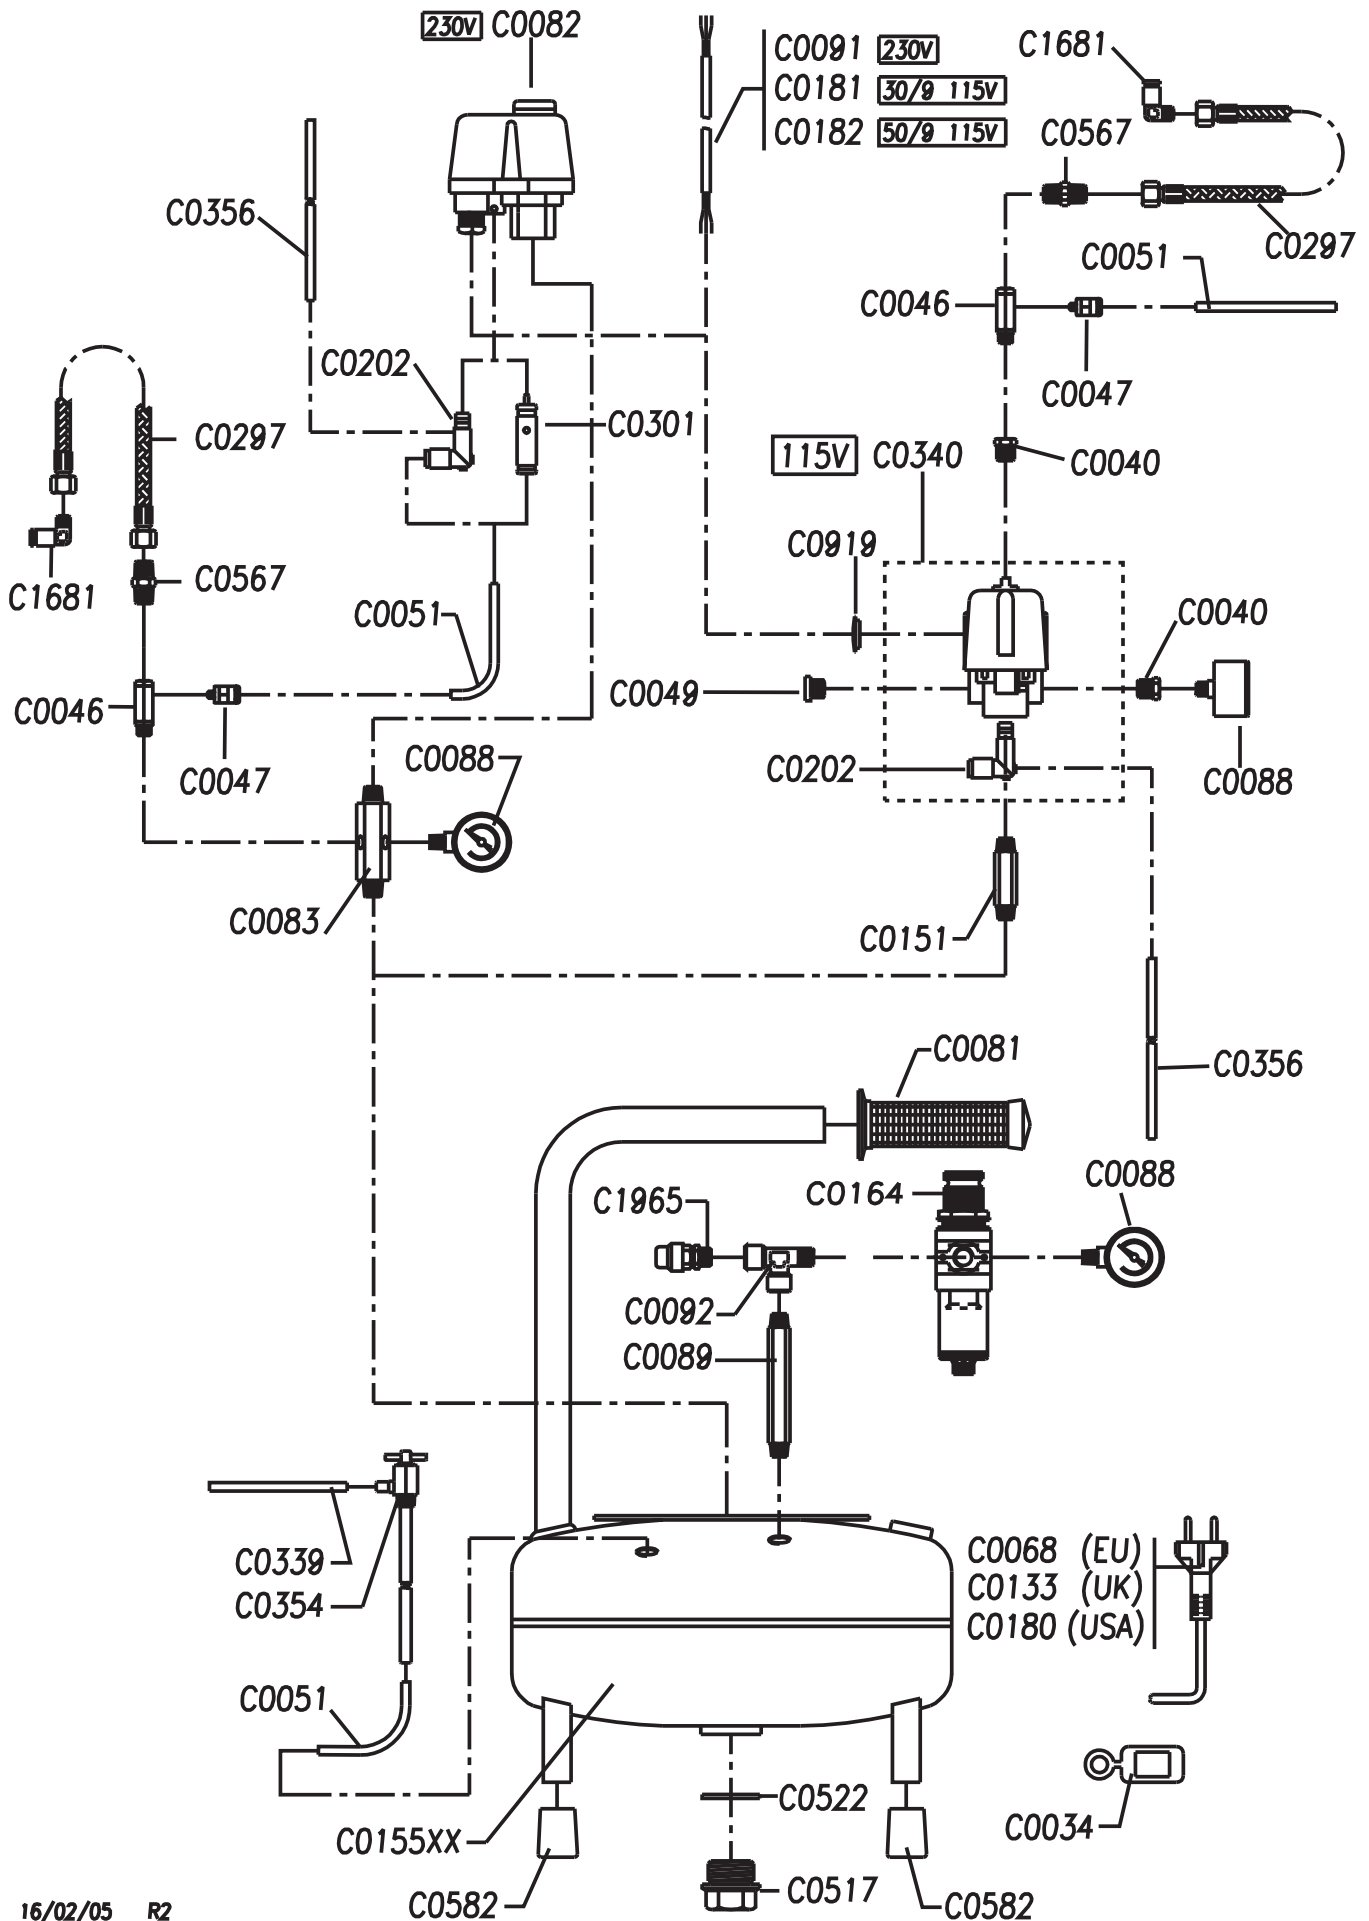 230V C0082
C0091 230V
C0181 30/9 115V
C0182 50/9 115V
C1681
C0567
C0356
C0297
C0051
C0046
C0202
C0047
C0301
C0297
115V C0340
C0040
C0919
C1681
C0567
C0051
C0040
C0049
C0046
C0047
C0088
C0202
C0088
C0083
C0151
C0081
C0356
C0088
C1965
C0164
C0092
C0089
C0339
C0354
C0068 (EU)
C0133 (UK)
C0180 (USA)
C0051
C0522
C0034
C0155XX
C0582
C0517
C0582
16/02/05 R2